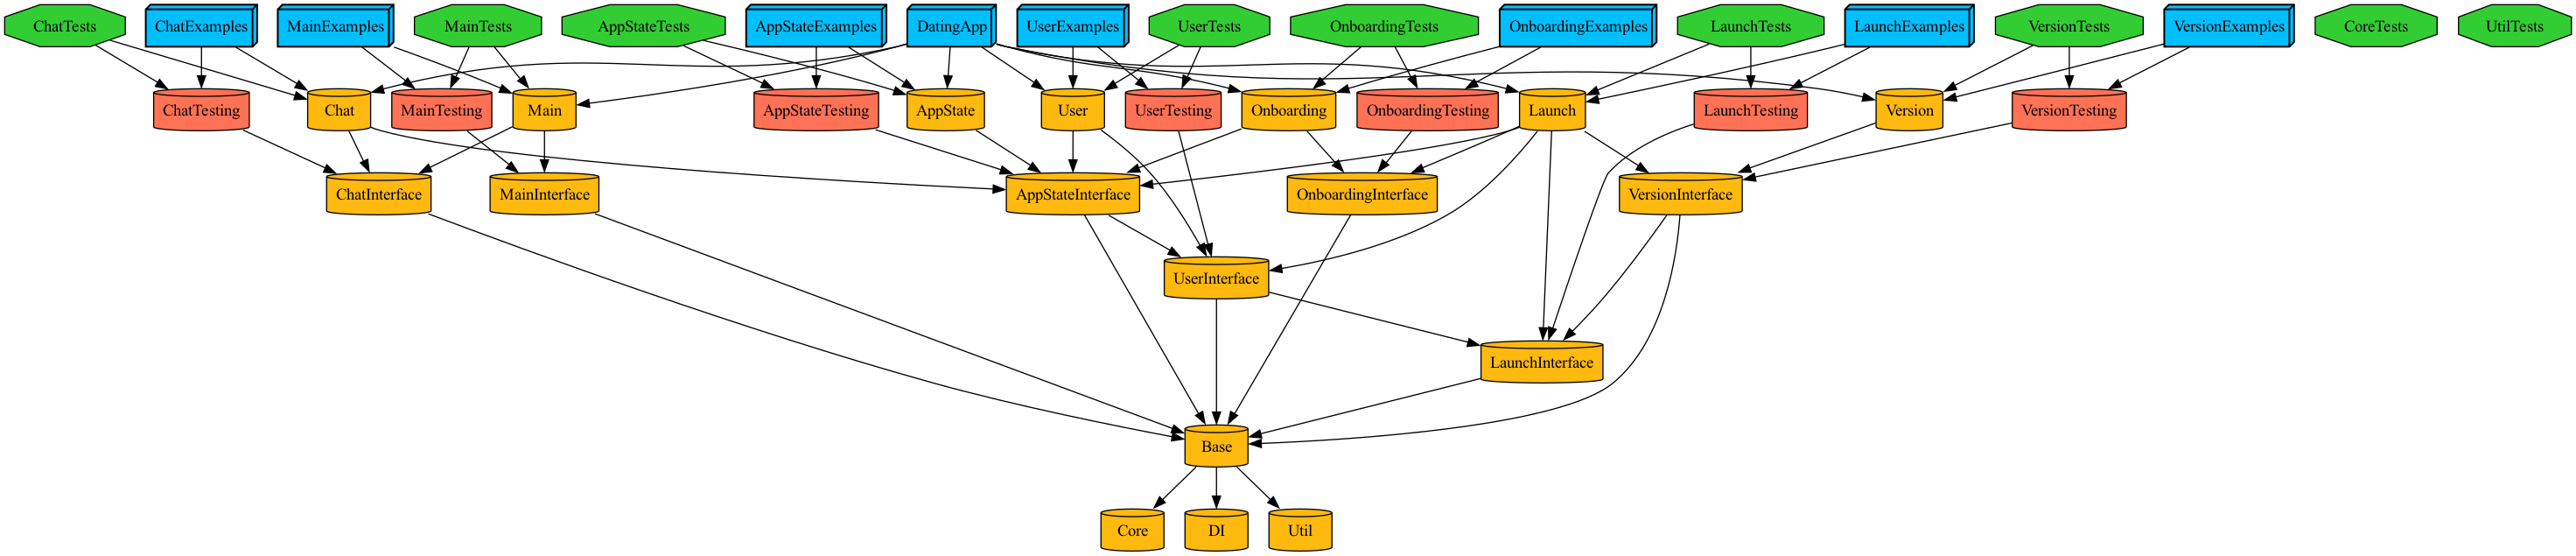 ChatTests
ChatExamples
MainExamples
MainTests
AppStateTests
AppStateExamples
DatingApp
UserExamples
UserTests
OnboardingTests
OnboardingExamples
LaunchTests
LaunchExamples
VersionTests
VersionExamples
CoreTests
UtilTests
ChatTesting
Chat
MainTesting
Main
AppStateTesting
AppState
User
UserTesting
Onboarding
OnboardingTesting
Launch
LaunchTesting
Version
VersionTesting
ChatInterface
MainInterface
AppStateInterface
OnboardingInterface
VersionInterface
UserInterface
LaunchInterface
Base
Core
DI
Util